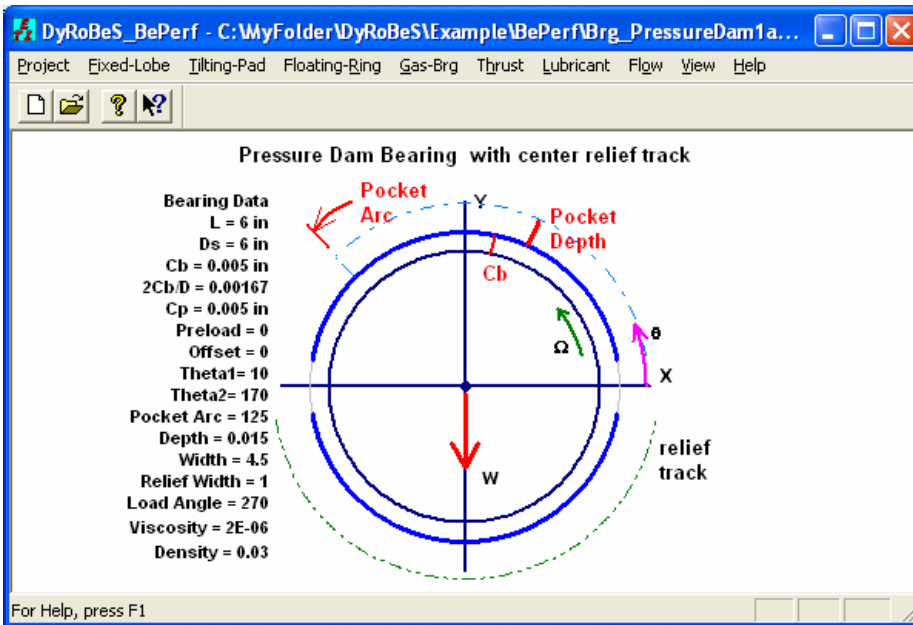 DyRoBeS_BePerf - C:\MyFolder\DyRoBeS\Example\BePerf\Brg_PressureDam1a...
Project Fixed-Lobe Tilting-Pad Floating-Ring Gas-Brg Thrust Lubricant Flow View Help
Pressure Dam Bearing with center relief track
Bearing Data
L = 6 in
Ds = 6 in
Cb = 0.005 in
2Cb/D = 0.00167
Cp = 0.005 in
Preload = 0
Offset = 0
Theta1= 10
Theta2= 170
Pocket Arc = 125
Depth = 0.015
Width = 4.5
Relief Width = 1
Load Angle = 270
Viscosity = 2E-06
Density = 0.03
Pocket
Arc
Y
Pocket
Depth
Cb
Ω
θ
X
W
relief
track
For Help, press F1